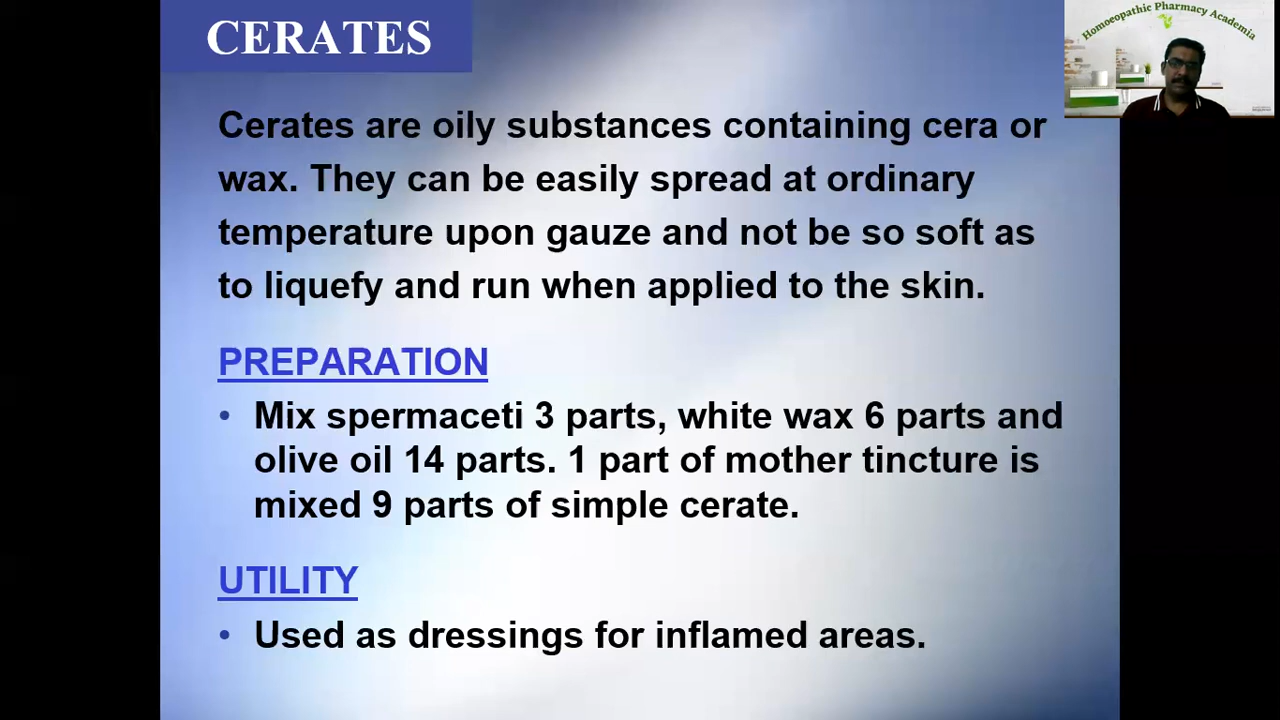 CERATES
Homoeopathic Pharmacy Academia
Cerates are oily substances containing cera or
wax. They can be easily spread at ordinary
temperature upon gauze and not be so soft as
to liquefy and run when applied to the skin.
PREPARATION
• Mix spermaceti 3 parts, white wax 6 parts and
olive oil 14 parts. 1 part of mother tincture is
mixed 9 parts of simple cerate.
UTILITY
• Used as dressings for inflamed areas.